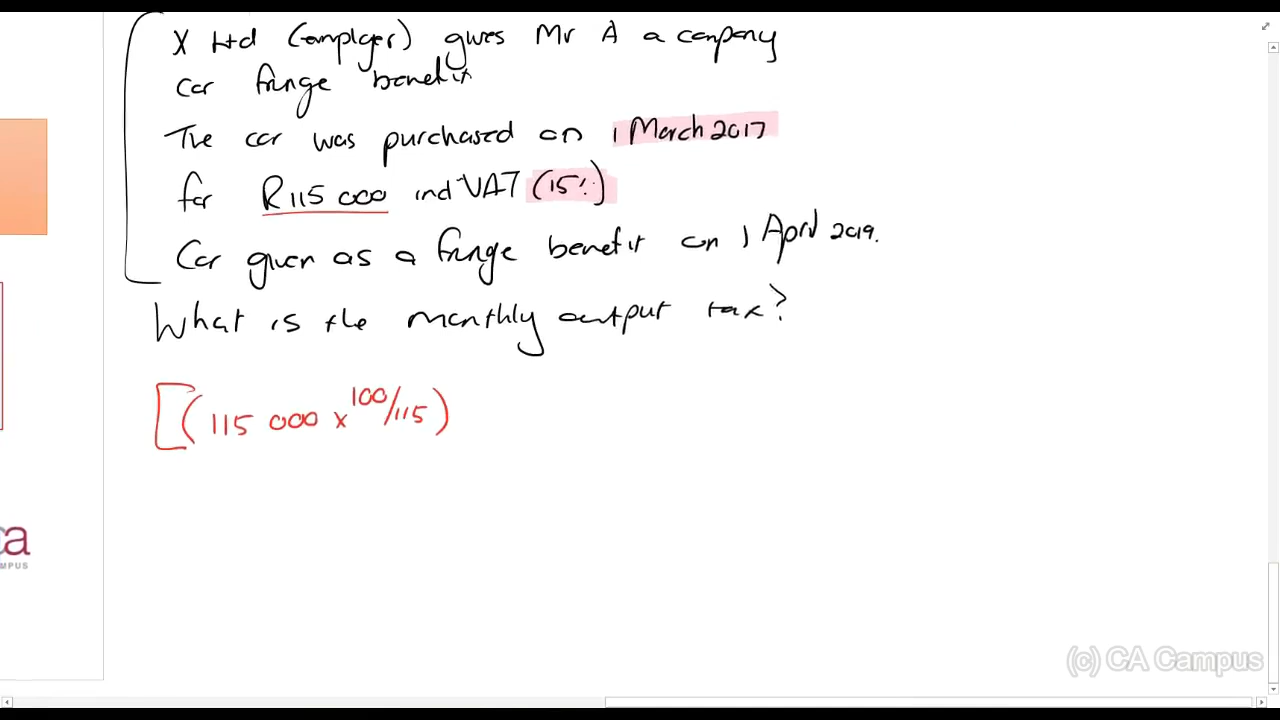 X Ltd (employer) gives Mr A a company
car fringe benefit
The car was purchased on 1 March 2017
for R115 000 incl VAT (15%)
Car given as a fringe benefit on 1 April 2019.
What is the monthly output tax?
[(115 000 x 100/115)
ca
MPUS
(c) CA Campus